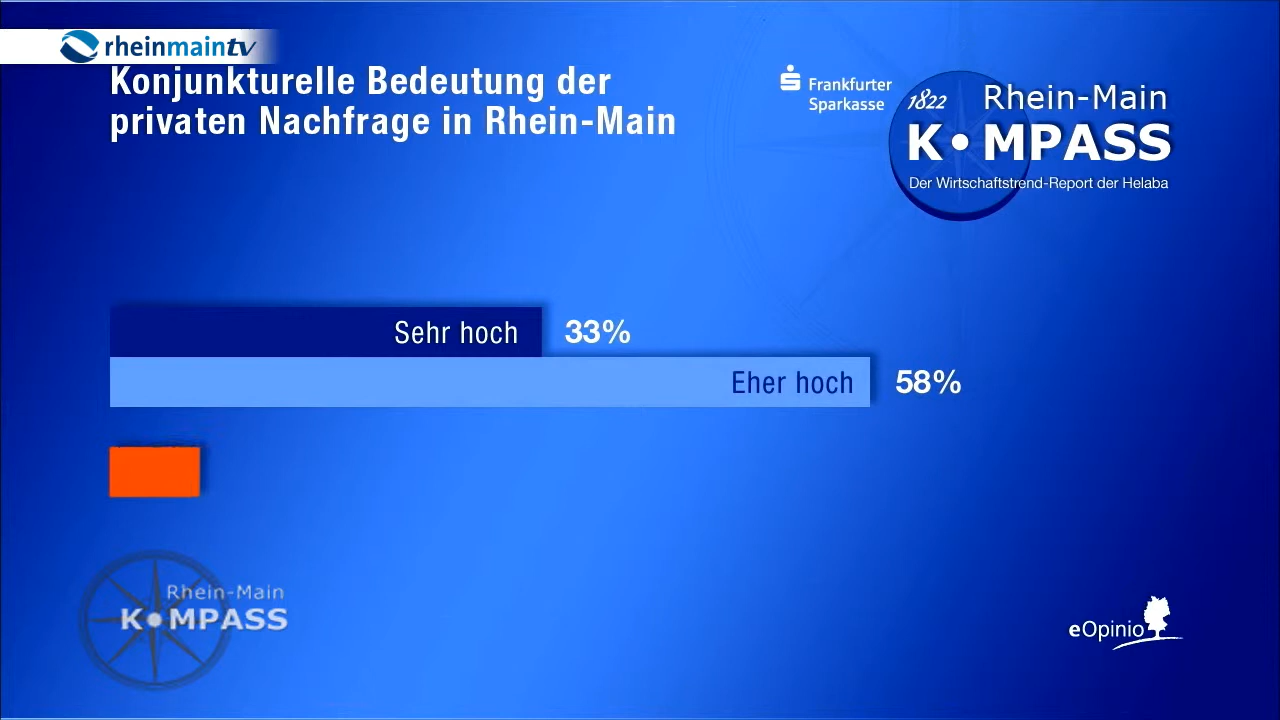 rheinmaintv
Konjunkturelle Bedeutung der
privaten Nachfrage in Rhein-Main
Frankfurter
Sparkasse
1822
Rhein-Main
K•MPASS
Der Wirtschaftstrend-Report der Helaba
Sehr hoch 33%
Eher hoch 58%
Rhein-Main
K•MPASS
eOpinio